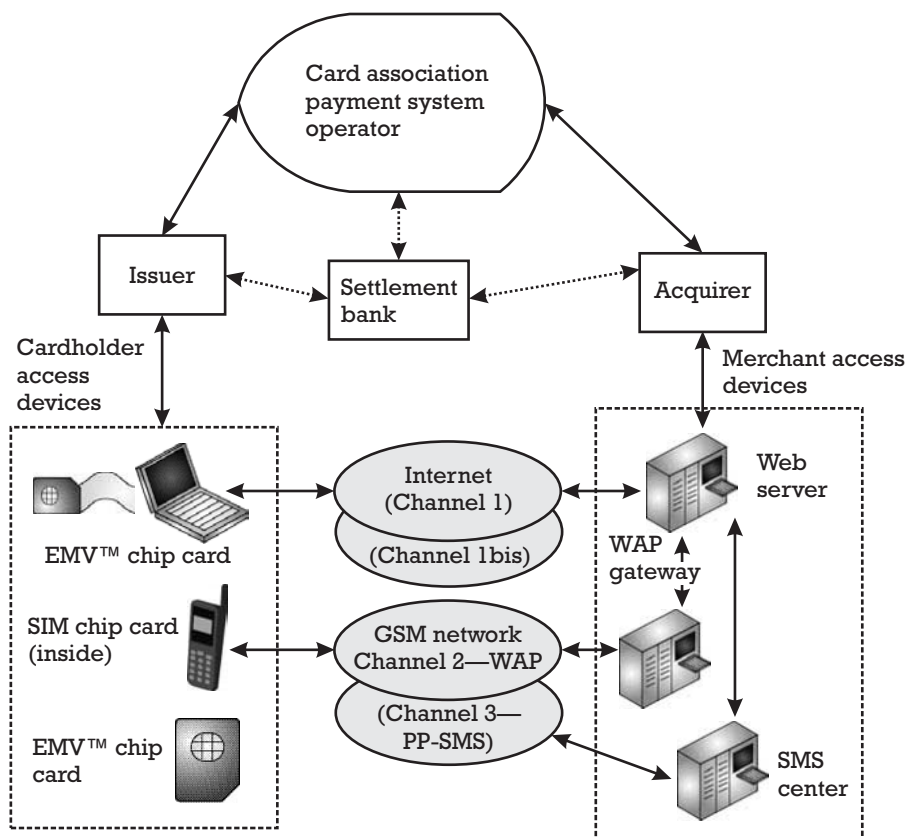 Card association
payment system
operator
Issuer
Settlement
bank
Acquirer
Cardholder
access
devices
Merchant access
devices
Internet
(Channel 1)
(Channel 1bis)
Web
server
EMV™ chip card
WAP
gateway
SIM chip card
(inside)
GSM network
Channel 2—WAP
(Channel 3—
PP-SMS)
EMV™ chip
card
SMS
center